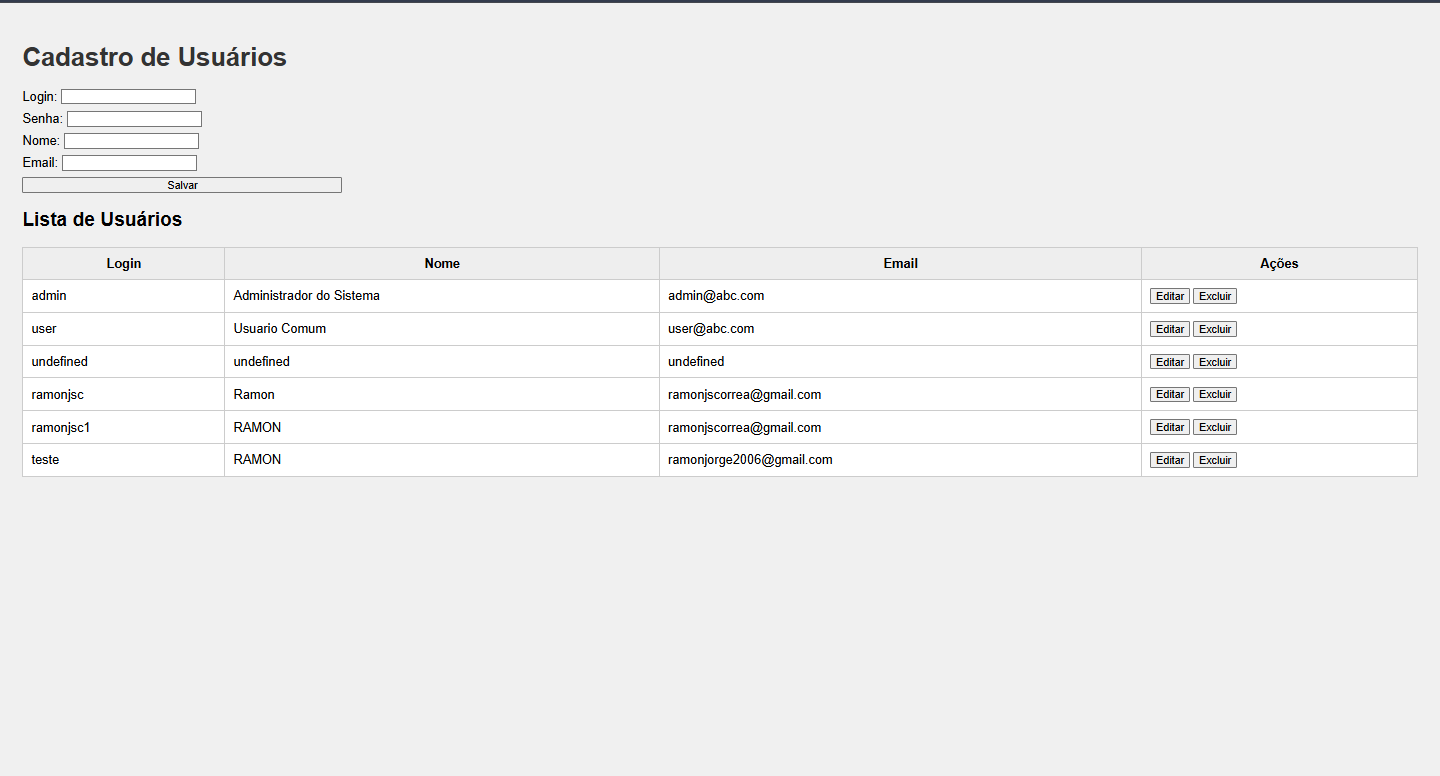 Cadastro de Usuários
Login:
Senha:
Nome:
Email:
Salvar
Lista de Usuários
Login Nome Email Ações
admin Administrador do Sistema admin@abc.com Editar Excluir
user Usuario Comum user@abc.com Editar Excluir
undefined undefined undefined Editar Excluir
ramonjsc Ramon ramonjscorrea@gmail.com Editar Excluir
ramonjsc1 RAMON ramonjscorrea@gmail.com Editar Excluir
teste RAMON ramonjorge2006@gmail.com Editar Excluir